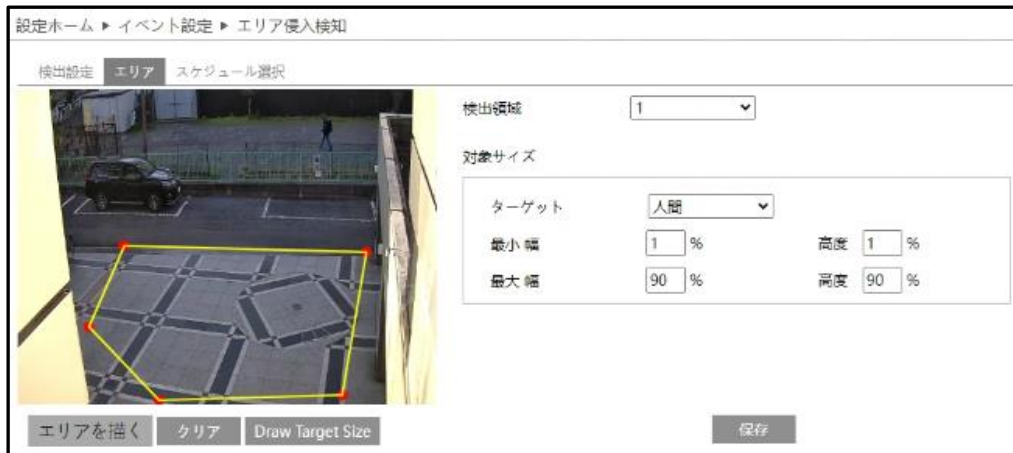 設定ホーム ▶ イベント設定 ▶ エリア侵入検知
検出設定 エリア スケジュール選択
検出領域 1
対象サイズ
ターゲット 人間
最小 幅 1 % 高度 1 %
最大 幅 90 % 高度 90 %
エリアを描く クリア Draw Target Size 保存